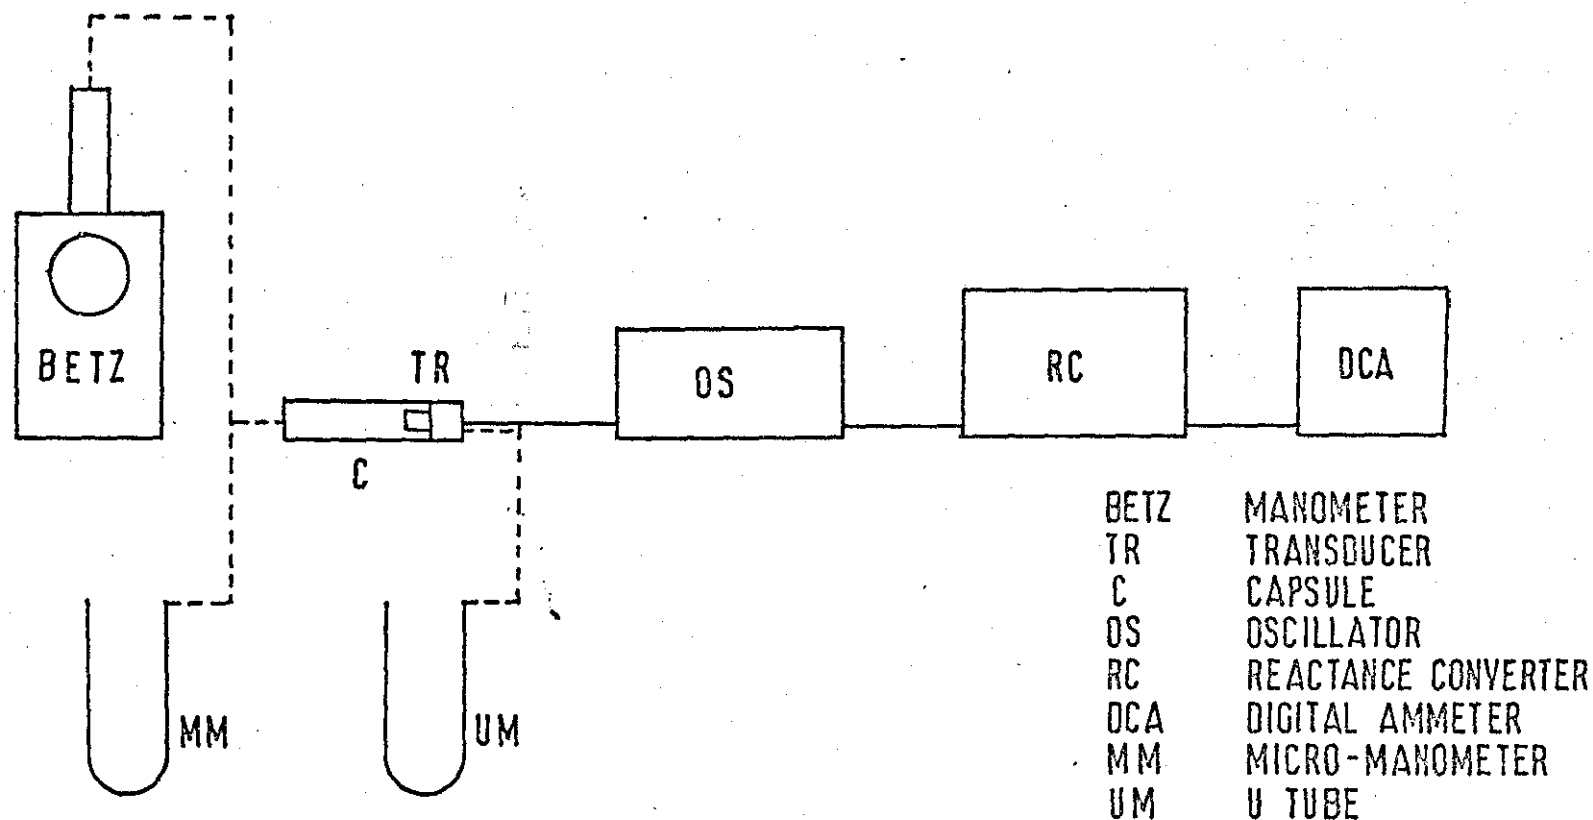 BETZ
TR
C
OS
RC
DCA
MM
UM
BETZ MANOMETER
TR TRANSDUCER
C CAPSULE
OS OSCILLATOR
RC REACTANCE CONVERTER
DCA DIGITAL AMMETER
MM MICRO-MANOMETER
UM U TUBE